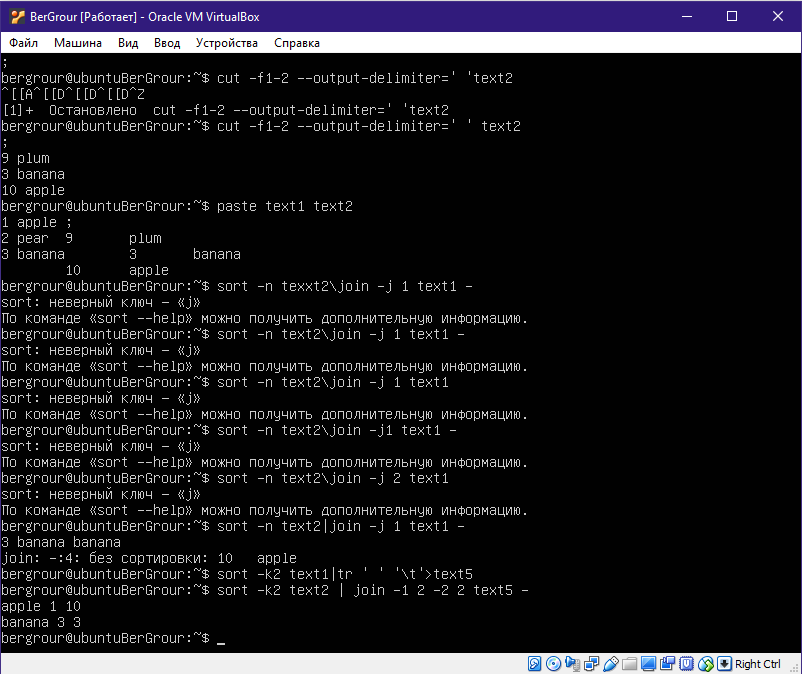 BerGrour [Работает] - Oracle VM VirtualBox
Файл Машина Вид Ввод Устройства Справка
;
bergrour@ubuntuBerGrour:~$ cut -f1-2 --output-delimiter=' 'text2
^[[A^[[D^[[D^[[D^Z
[1]+  Остановлено  cut -f1-2 --output-delimiter=' 'text2
bergrour@ubuntuBerGrour:~$ cut -f1-2 --output-delimiter=' ' text2
;
9 plum
3 banana
10 apple
bergrour@ubuntuBerGrour:~$ paste text1 text2
1 apple ;
2 pear  9       plum
3 banana        3       banana
        10      apple
bergrour@ubuntuBerGrour:~$ sort -n texxt2\join -j 1 text1 -
sort: неверный ключ — «j»
По команде «sort --help» можно получить дополнительную информацию.
bergrour@ubuntuBerGrour:~$ sort -n text2\join -j 1 text1 -
sort: неверный ключ — «j»
По команде «sort --help» можно получить дополнительную информацию.
bergrour@ubuntuBerGrour:~$ sort -n text2\join -j 1 text1
sort: неверный ключ — «j»
По команде «sort --help» можно получить дополнительную информацию.
bergrour@ubuntuBerGrour:~$ sort -n text2\join -j1 text1 -
sort: неверный ключ — «j»
По команде «sort --help» можно получить дополнительную информацию.
bergrour@ubuntuBerGrour:~$ sort -n text2\join -j 2 text1
sort: неверный ключ — «j»
По команде «sort --help» можно получить дополнительную информацию.
bergrour@ubuntuBerGrour:~$ sort -n text2|join -j 1 text1 -
3 banana banana
join: -:4: без сортировки: 10   apple
bergrour@ubuntuBerGrour:~$ sort -k2 text1|tr ' ' '\t'>text5
bergrour@ubuntuBerGrour:~$ sort -k2 text2 | join -1 2 -2 2 text5 -
apple 1 10
banana 3 3
bergrour@ubuntuBerGrour:~$ _
Right Ctrl